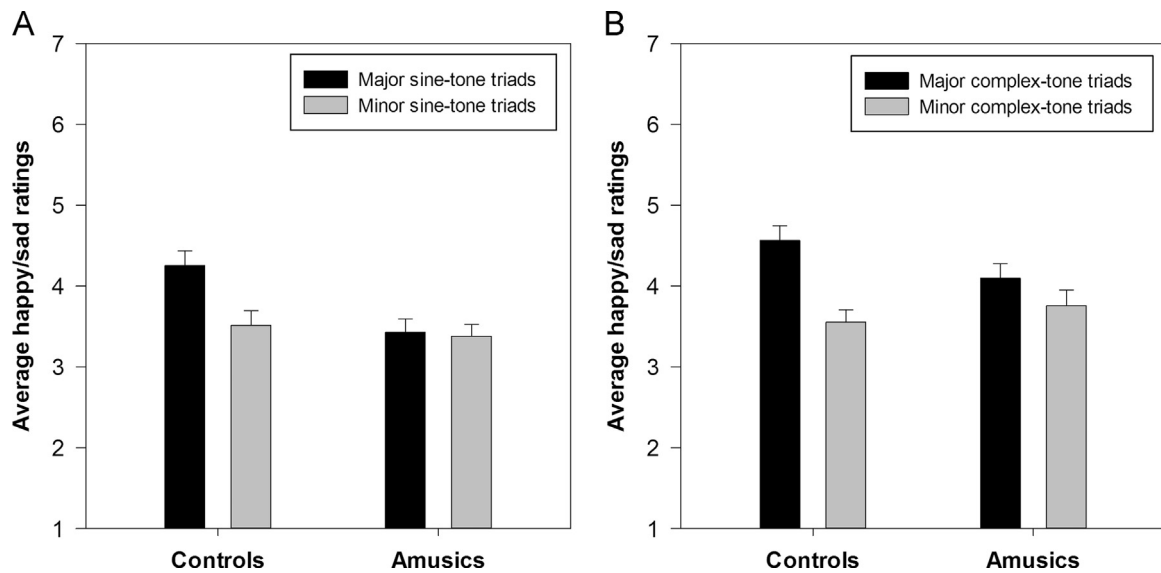 A
Average happy/sad ratings
7
6
5
4
3
2
1
Major sine-tone triads
Minor sine-tone triads
Controls
Amusics
B
Average happy/sad ratings
7
6
5
4
3
2
1
Major complex-tone triads
Minor complex-tone triads
Controls
Amusics